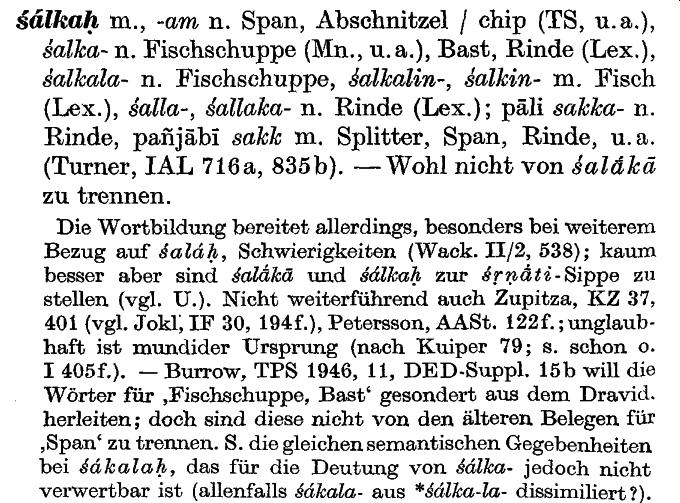 śálkaḥ m., -am n. Span, Abschnitzel / chip (TS, u. a.),
śalka- n. Fischschuppe (Mn., u. a.), Bast, Rinde (Lex.),
śalkala- n. Fischschuppe, śalkalin-, śalkin- m. Fisch
(Lex.), śalla-, śallaka- n. Rinde (Lex.); pāli sakka- n.
Rinde, pañjābī sakk m. Splitter, Span, Rinde, u. a.
(Turner, IAL 716a, 835b). — Wohl nicht von śalā́kā
zu trennen.
Die Wortbildung bereitet allerdings, besonders bei weiterem
Bezug auf śaláḥ, Schwierigkeiten (Wack. II/2, 538); kaum
besser aber sind śalā́kā und śálkaḥ zur śṛṇā́ti-Sippe zu
stellen (vgl. U.). Nicht weiterführend auch Zupitza, KZ 37,
401 (vgl. Jokl, IF 30, 194f.), Petersson, AASt. 122f.; unglaub-
haft ist mundider Ursprung (nach Kuiper 79; s. schon o.
I 405f.). – Burrow, TPS 1946, 11, DED-Suppl. 15b will die
Wörter für ‚Fischschuppe, Bast‘ gesondert aus dem Dravid.
herleiten; doch sind diese nicht von den älteren Belegen für
‚Span‘ zu trennen. S. die gleichen semantischen Gegebenheiten
bei śákalaḥ, das für die Deutung von śálka- jedoch nicht
verwertbar ist (allenfalls śákala- aus *śálka-la- dissimiliert?).